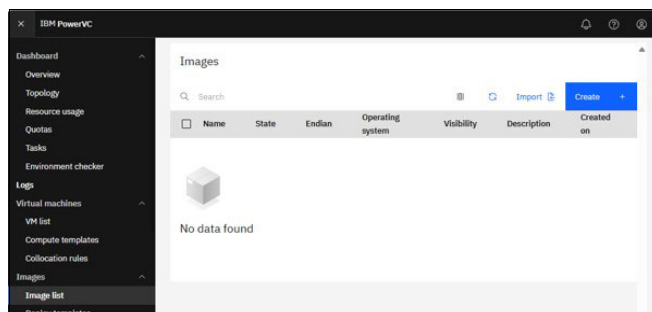 IBM PowerVC
Dashboard
Overview
Topology
Resource usage
Quotas
Tasks
Environment checker
Logs
Virtual machines
VM list
Compute templates
Collocation rules
Images
Image list
Deploy templates
Images
Search
Import
Create +
Name State Endian Operating system Visibility Description Created on
No data found